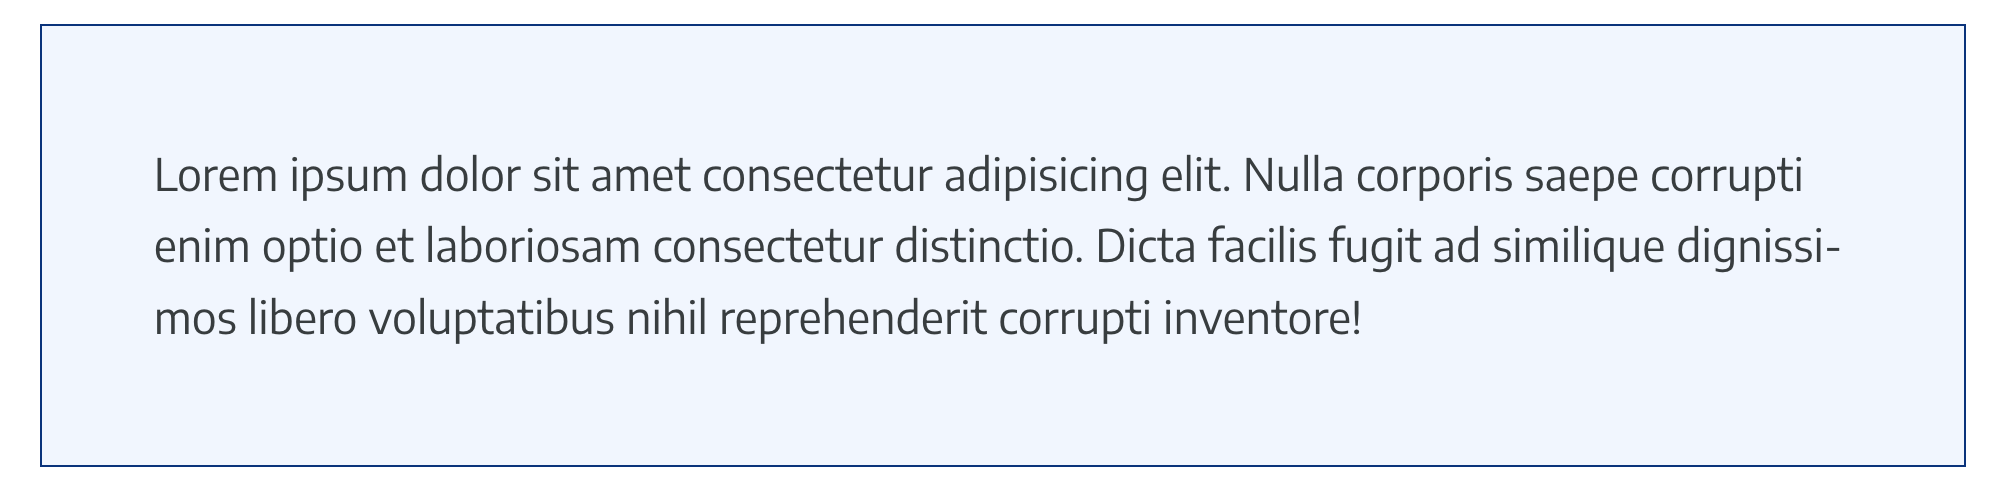 Lorem ipsum dolor sit amet consectetur adipisicing elit. Nulla corporis saepe corrupti
enim optio et laboriosam consectetur distinctio. Dicta facilis fugit ad similique dignissi-
mos libero voluptatibus nihil reprehenderit corrupti inventore!